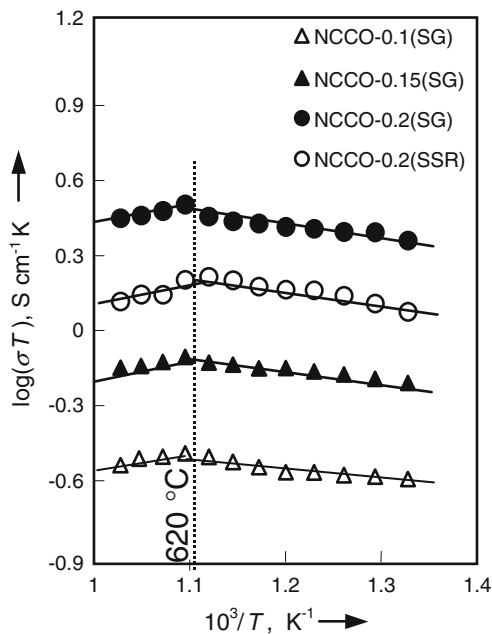 1.2
0.9
0.6
0.3
0
-0.3
-0.6
-0.9
log(σT), S cm⁻¹ K
NCCO-0.1(SG)
NCCO-0.15(SG)
NCCO-0.2(SG)
NCCO-0.2(SSR)
620 °C
1 1.1 1.2 1.3 1.4
10³/T, K⁻¹